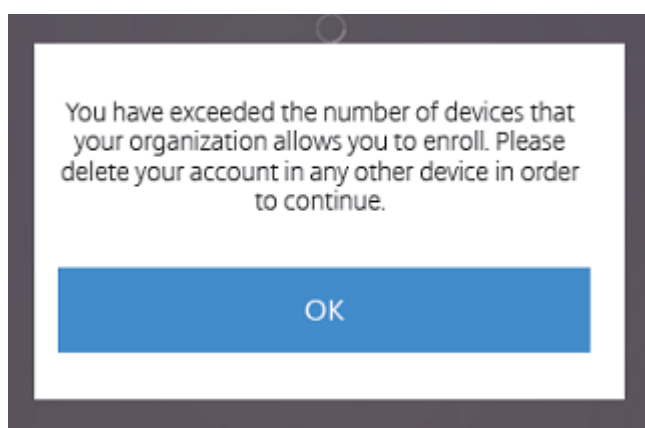 You have exceeded the number of devices that
your organization allows you to enroll. Please
delete your account in any other device in order
to continue.
OK